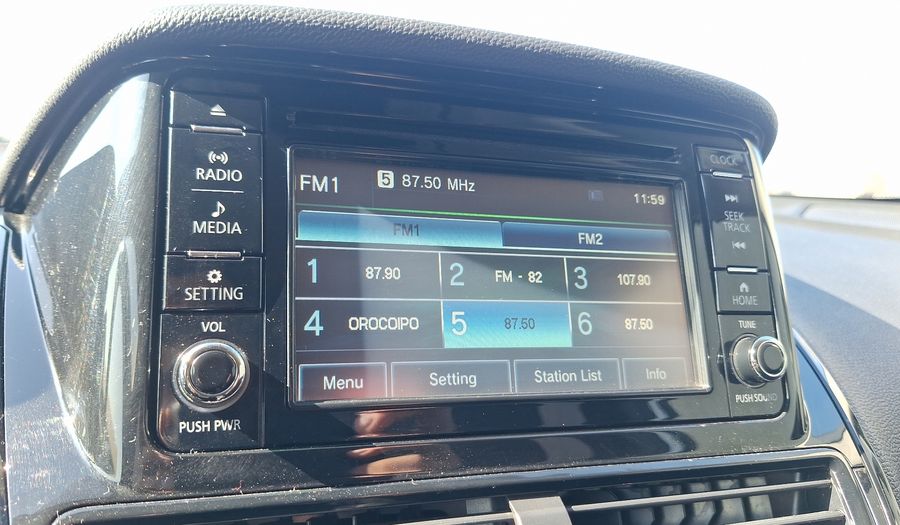 RADIO
MEDIA
SETTING
VOL
PUSH PWR
FM1 5 87.50 MHz 11:59
FM1 FM2
1 87.90 2 FM - 82 3 107.90
4 OROCOIPO 5 87.50 6 87.50
Menu Setting Station List Info
CLOCK
SEEK
TRACK
HOME
TUNE
PUSH SOUND